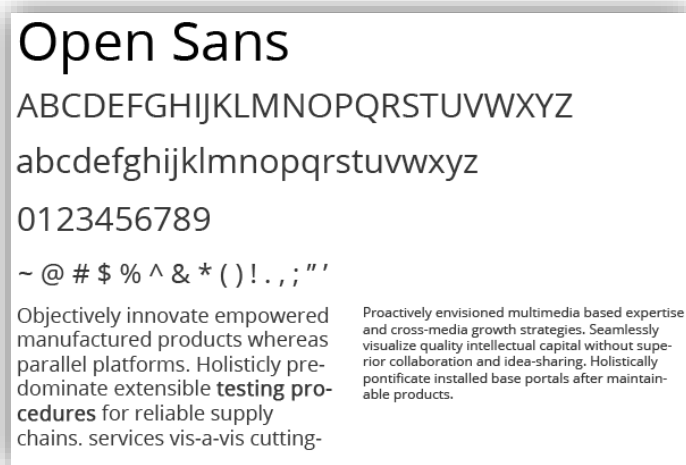 Open Sans
ABCDEFGHIJKLMNOPQRSTUVWXYZ
abcdefghijklmnopqrstuvwxyz
0123456789
~ @ # $ % ^ & * ( ) ! . , ; " '
Objectively innovate empowered
manufactured products whereas
parallel platforms. Holisticly pre-
dominate extensible testing pro-
cedures for reliable supply
chains. services vis-a-vis cutting-
Proactively envisioned multimedia based expertise
and cross-media growth strategies. Seamlessly
visualize quality intellectual capital without supe-
rior collaboration and idea-sharing. Holistically
pontificate installed base portals after maintain-
able products.